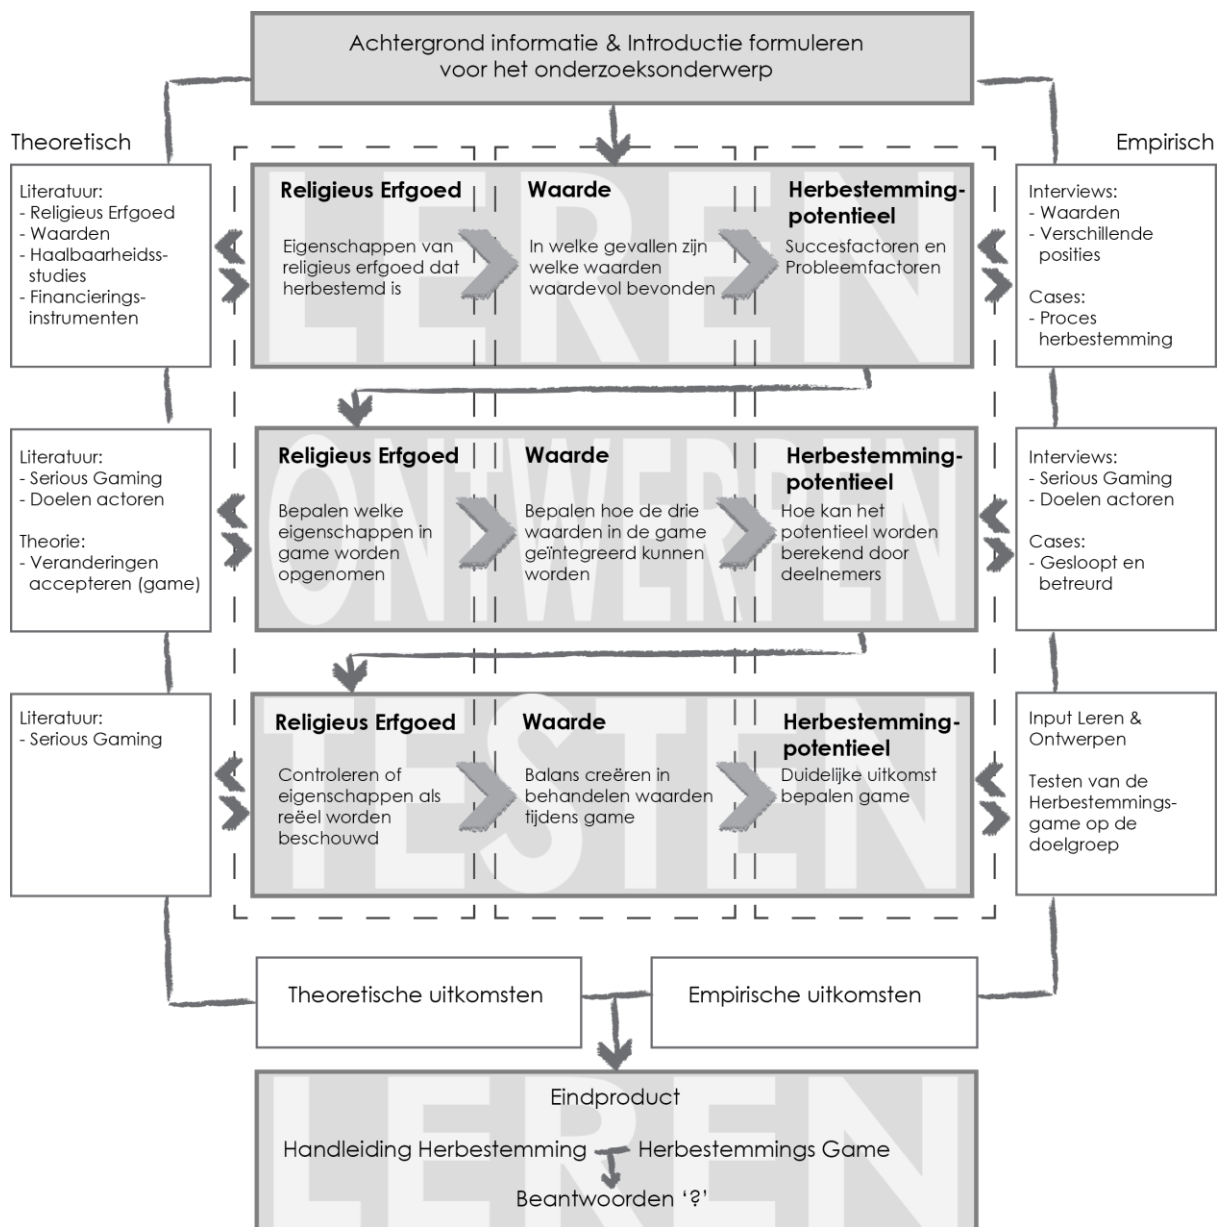 Achtergrond informatie & Introductie formuleren
voor het onderzoeksonderwerp
Theoretisch
Empirisch
Literatuur:
- Religieus Erfgoed
- Waarden
- Haalbaarheidss-
studies
- Financierings-
instrumenten
LEREN
Religieus Erfgoed
Eigenschappen van
religieus erfgoed dat
herbestemd is
Waarde
In welke gevallen zijn
welke waarden
waardevol bevonden
Herbestemming-
potentieel
Succesfactoren en
Probleemfactoren
Interviews:
- Waarden
- Verschillende
posities
Cases:
- Proces
herbestemming
Literatuur:
- Serious Gaming
- Doelen actoren
Theorie:
- Veranderingen
accepteren (game)
ONTWERPEN
Religieus Erfgoed
Bepalen welke
eigenschappen in
game worden
opgenomen
Waarde
Bepalen hoe de drie
waarden in de game
geïntegreerd kunnen
worden
Herbestemming-
potentieel
Hoe kan het
potentieel worden
berekend door
deelnemers
Interviews:
- Serious Gaming
- Doelen actoren
Cases:
- Gesloopt en
betreurd
Literatuur:
- Serious Gaming
TESTEN
Religieus Erfgoed
Controleren of
eigenschappen als
reëel worden
beschouwd
Waarde
Balans creëren in
behandelen waarden
tijdens game
Herbestemming-
potentieel
Duidelijke uitkomst
bepalen game
Input Leren &
Ontwerpen
Testen van de
Herbestemmings-
game op de
doelgroep
Theoretische uitkomsten
Empirische uitkomsten
LEREN
Eindproduct
Handleiding Herbestemming
Herbestemmings Game
Beantwoorden ‘?’